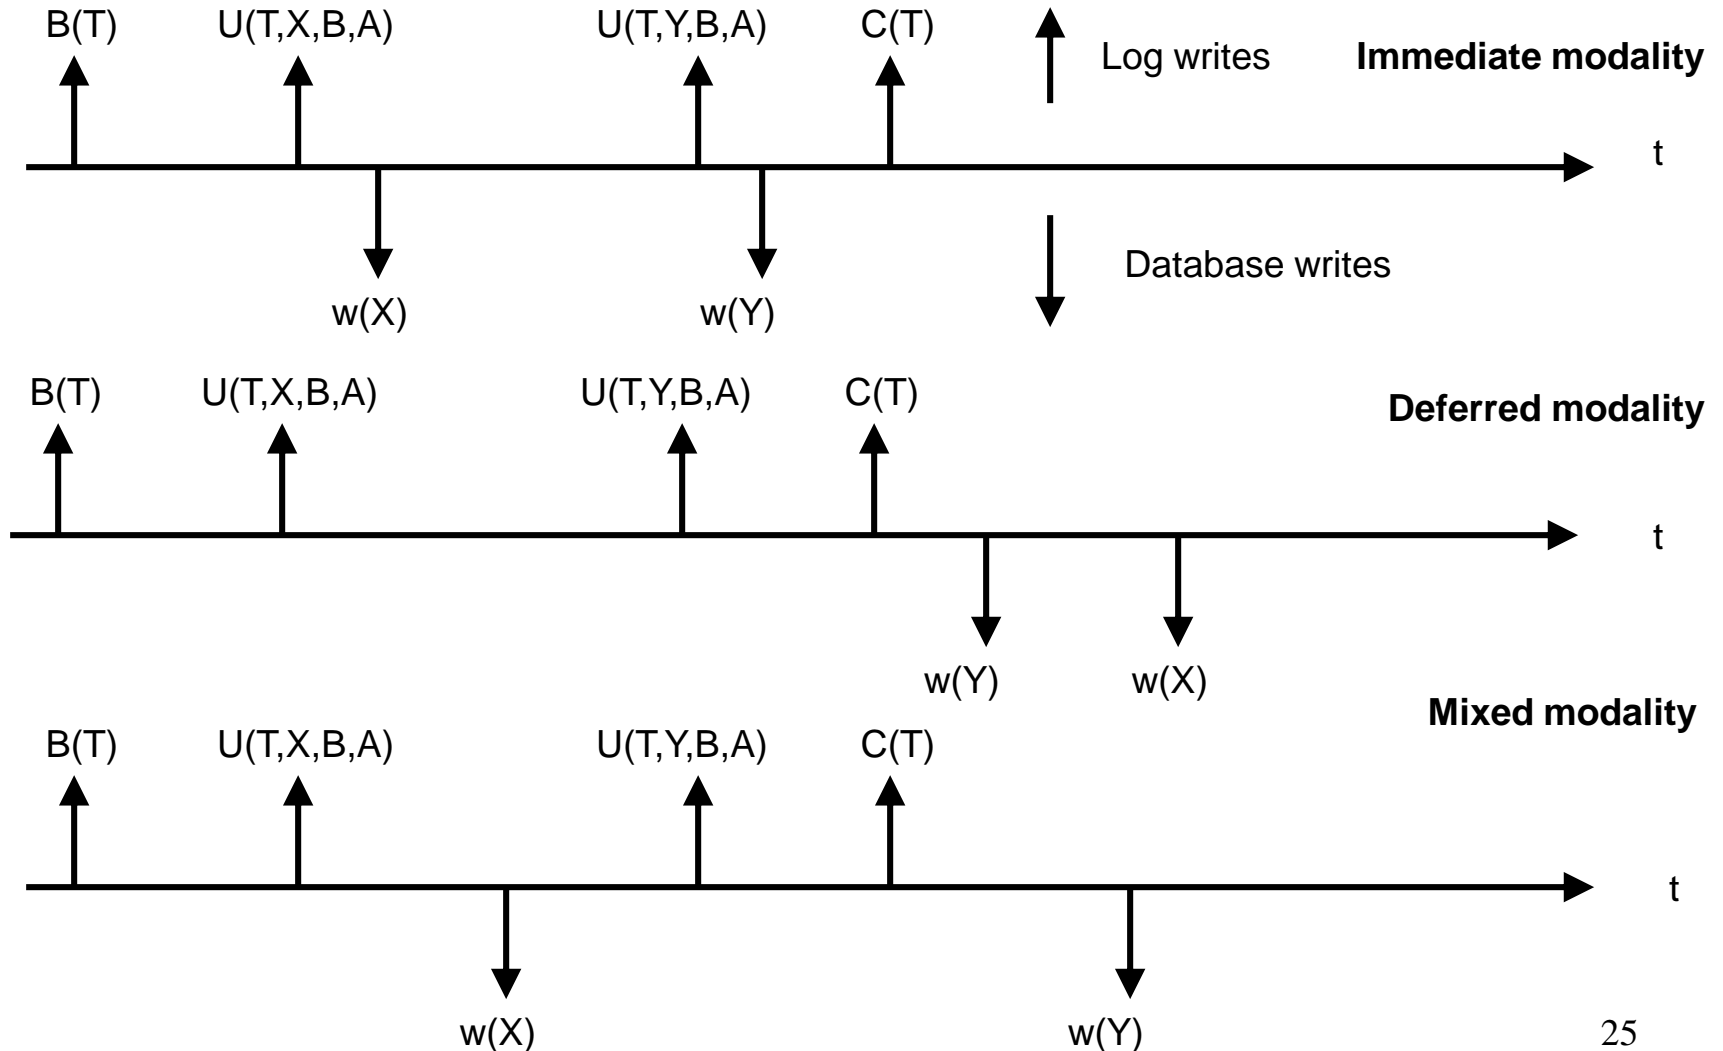 B(T) U(T,X,B,A) U(T,Y,B,A) C(T)
Log writes Immediate modality
t
Database writes
w(X) w(Y)
B(T) U(T,X,B,A) U(T,Y,B,A) C(T)
Deferred modality
t
w(Y) w(X)
Mixed modality
B(T) U(T,X,B,A) U(T,Y,B,A) C(T)
t
w(X) w(Y)
25